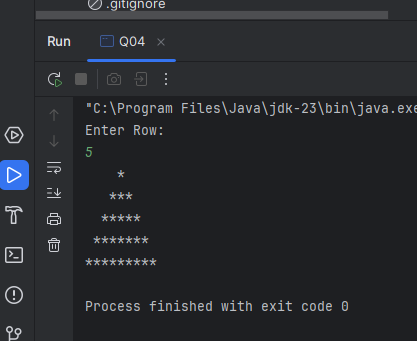 .gitignore
Run Q04
"C:\Program Files\Java\jdk-23\bin\java.exe
Enter Row:
5
    *
   ***
  *****
 *******
*********
Process finished with exit code 0